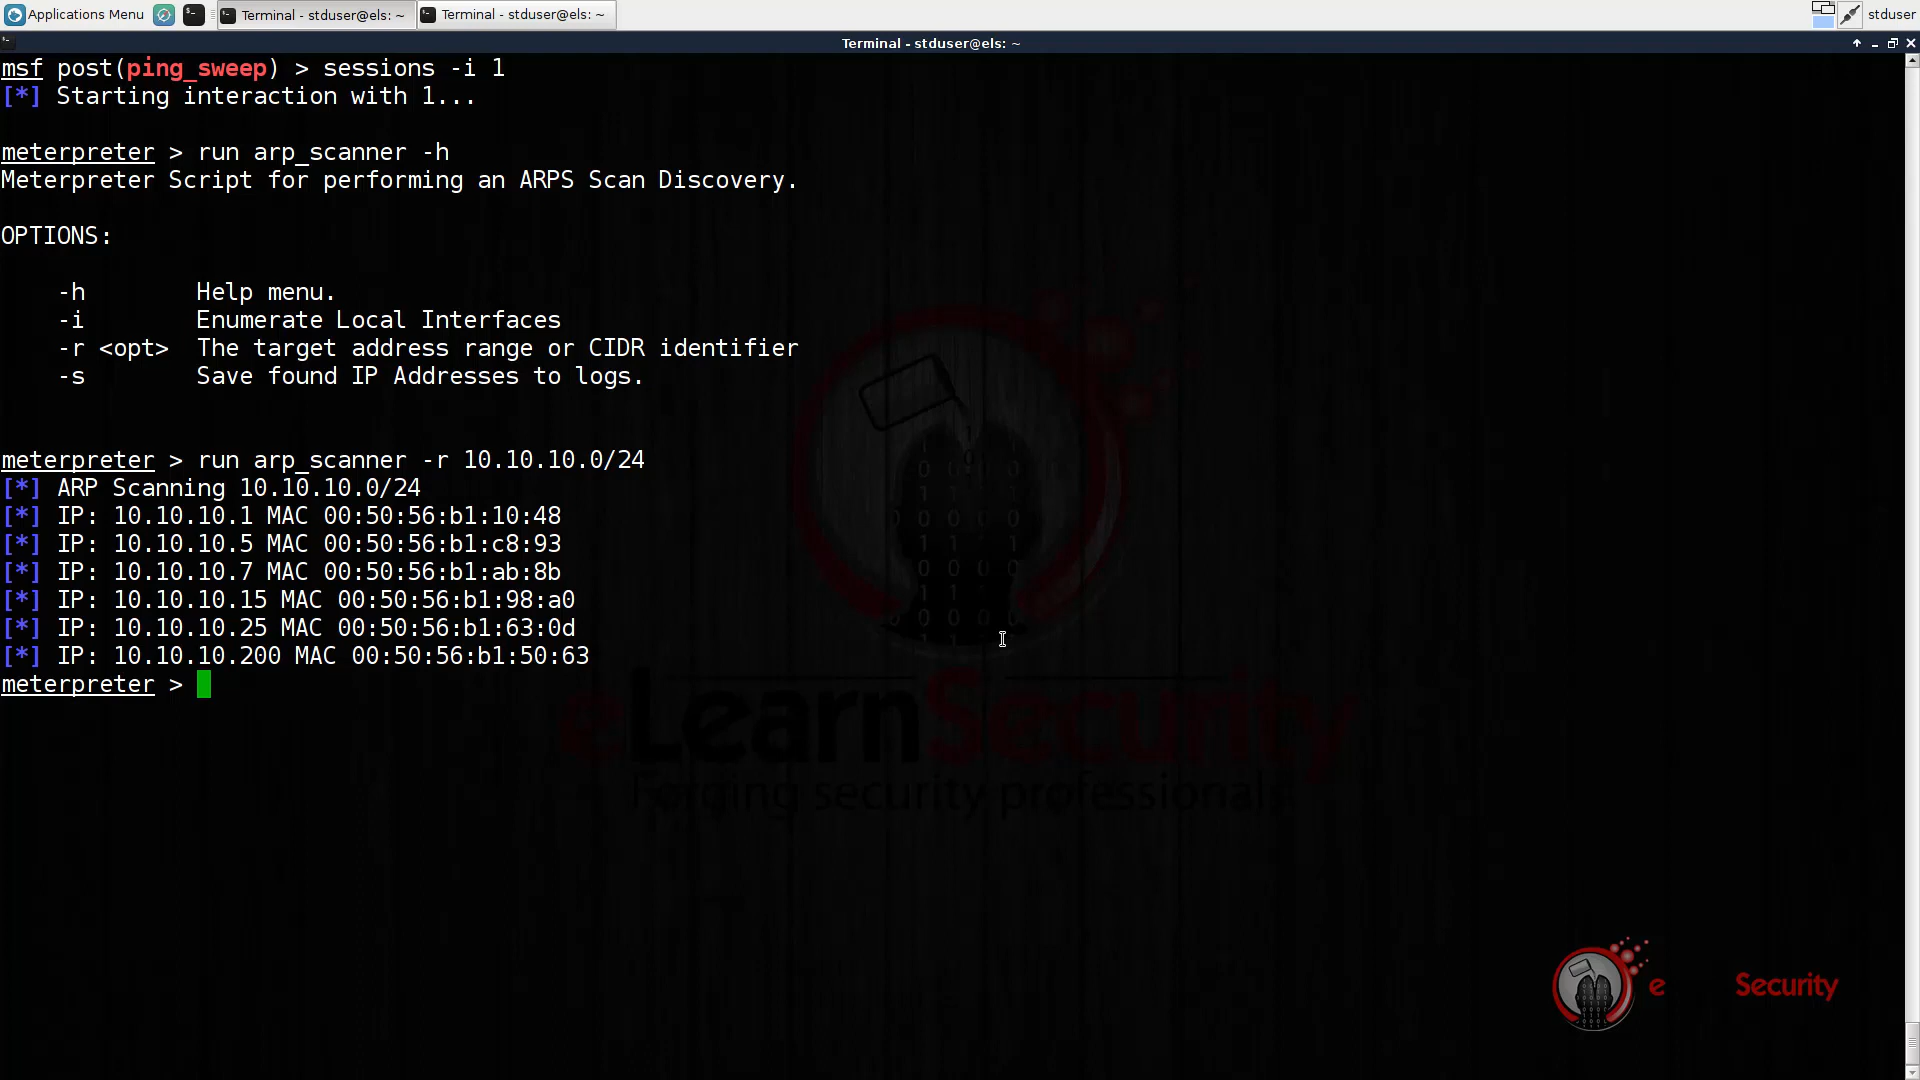 Applications Menu
Terminal - stduser@els: ~
Terminal - stduser@els: ~
stduser
Terminal - stduser@els: ~
msf post(ping_sweep) > sessions -i 1
[*] Starting interaction with 1...
meterpreter > run arp_scanner -h
Meterpreter Script for performing an ARPS Scan Discovery.
OPTIONS:
-h Help menu.
-i Enumerate Local Interfaces
-r <opt> The target address range or CIDR identifier
-s Save found IP Addresses to logs.
meterpreter > run arp_scanner -r 10.10.10.0/24
[*] ARP Scanning 10.10.10.0/24
[*] IP: 10.10.10.1 MAC 00:50:56:b1:10:48
[*] IP: 10.10.10.5 MAC 00:50:56:b1:c8:93
[*] IP: 10.10.10.7 MAC 00:50:56:b1:ab:8b
[*] IP: 10.10.10.15 MAC 00:50:56:b1:98:a0
[*] IP: 10.10.10.25 MAC 00:50:56:b1:63:0d
[*] IP: 10.10.10.200 MAC 00:50:56:b1:50:63
meterpreter >
eLearnSecurity
Forging security professionals
e Security